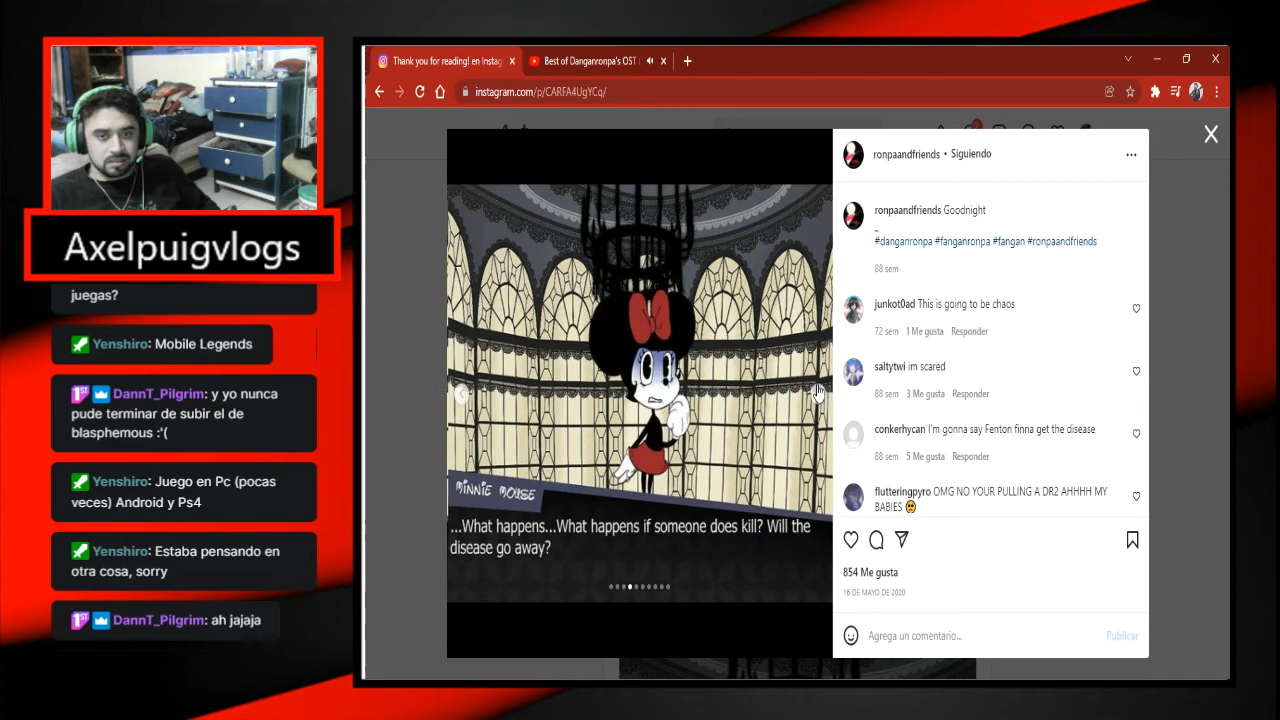 Axelpuigvlogs
juegas?
Yenshiro: Mobile Legends
DannT_Pilgrim: y yo nunca
pude terminar de subir el de
blasphemous :'(
Yenshiro: Juego en Pc (pocas
veces) Android y Ps4
Yenshiro: Estaba pensando en
otra cosa, sorry
DannT_Pilgrim: ah jajaja
Thank you for reading! en Instag
Best of Danganronpa's OST
instagram.com/p/CARFA4UgYCq/
MINNIE MOUSE
...What happens...What happens if someone does kill? Will the
disease go away?
ronpaandfriends • Siguiendo
ronpaandfriends Goodnight
_
#danganronpa #fanganronpa #fangan #ronpaandfriends
88 sem
junkot0ad This is going to be chaos
72 sem 1 Me gusta Responder
saltytwi im scared
88 sem 3 Me gusta Responder
conkerhycan I'm gonna say Fenton finna get the disease
88 sem 5 Me gusta Responder
flutteringpyro OMG NO YOUR PULLING A DR2 AHHHH MY
BABIES 😨
854 Me gusta
16 DE MAYO DE 2020
Agrega un comentario...
Publicar